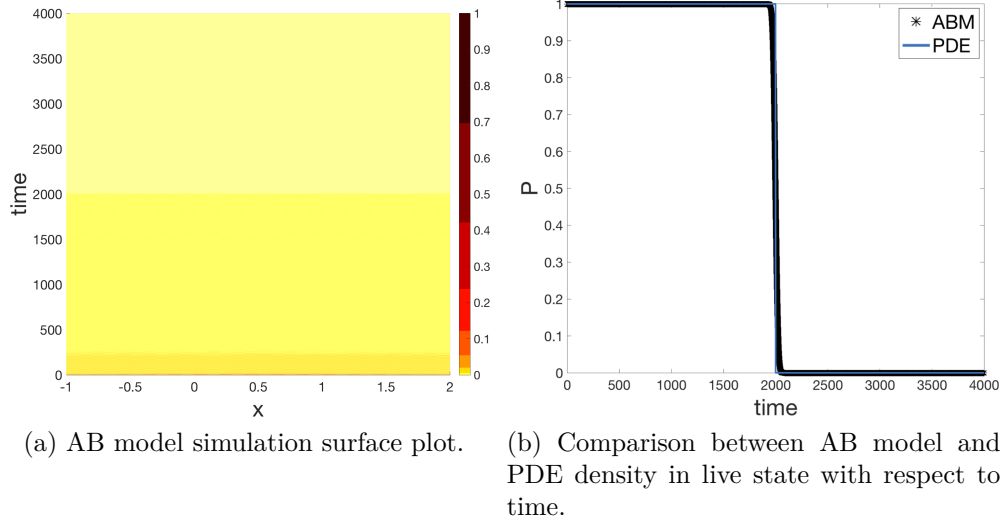 4000
3500
3000
2500
2000
1500
1000
500
0
time
-1 -0.5 0 0.5 1 1.5 2
x
1
0.9
0.8
0.7
0.6
0.5
0.4
0.3
0.2
0.1
0
1
0.9
0.8
0.7
0.6
0.5
0.4
0.3
0.2
0.1
0
P
0 500 1000 1500 2000 2500 3000 3500 4000
time
ABM
PDE
(a) AB model simulation surface plot.
(b) Comparison between AB model and
PDE density in live state with respect to
time.